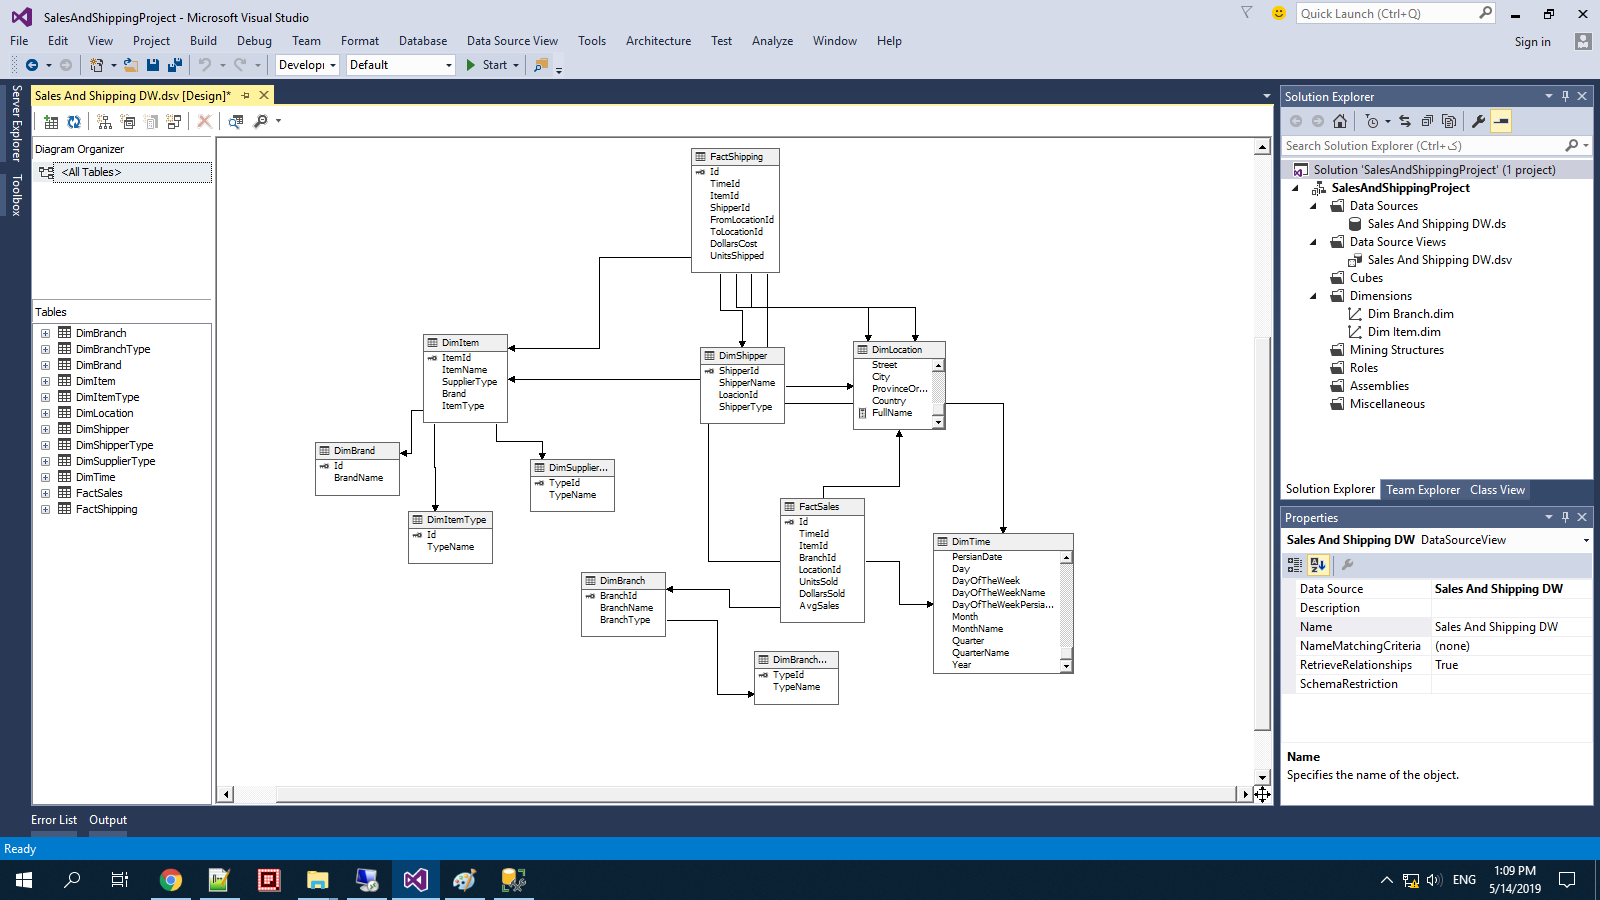 SalesAndShippingProject - Microsoft Visual Studio
Quick Launch (Ctrl+Q)
File Edit View Project Build Debug Team Format Database Data Source View Tools Architecture Test Analyze Window Help
Sign in
Develop Default Start
Server Explorer
Toolbox
Sales And Shipping DW.dsv [Design]*
Diagram Organizer
<All Tables>
Tables
DimBranch
DimBranchType
DimBrand
DimItem
DimItemType
DimLocation
DimShipper
DimShipperType
DimSupplierType
DimTime
FactSales
FactShipping
FactShipping
Id
TimeId
ItemId
ShipperId
FromLocationId
ToLocationId
DollarsCost
UnitsShipped
DimItem
ItemId
ItemName
SupplierType
Brand
ItemType
DimShipper
ShipperId
ShipperName
LoacionId
ShipperType
DimLocation
Street
City
ProvinceOr...
Country
FullName
DimBrand
Id
BrandName
DimSupplier...
TypeId
TypeName
DimItemType
Id
TypeName
FactSales
Id
TimeId
ItemId
BranchId
LocationId
UnitsSold
DollarsSold
AvgSales
DimTime
PersianDate
Day
DayOfTheWeek
DayOfTheWeekName
DayOfTheWeekPersia...
Month
MonthName
Quarter
QuarterName
Year
DimBranch
BranchId
BranchName
BranchType
DimBranch...
TypeId
TypeName
Solution Explorer
Search Solution Explorer (Ctrl+ک)
Solution 'SalesAndShippingProject' (1 project)
SalesAndShippingProject
Data Sources
Sales And Shipping DW.ds
Data Source Views
Sales And Shipping DW.dsv
Cubes
Dimensions
Dim Branch.dim
Dim Item.dim
Mining Structures
Roles
Assemblies
Miscellaneous
Solution Explorer Team Explorer Class View
Properties
Sales And Shipping DW DataSourceView
Data Source Sales And Shipping DW
Description
Name Sales And Shipping DW
NameMatchingCriteria (none)
RetrieveRelationships True
SchemaRestriction
Name
Specifies the name of the object.
Error List Output
Ready
ENG
1:09 PM
5/14/2019